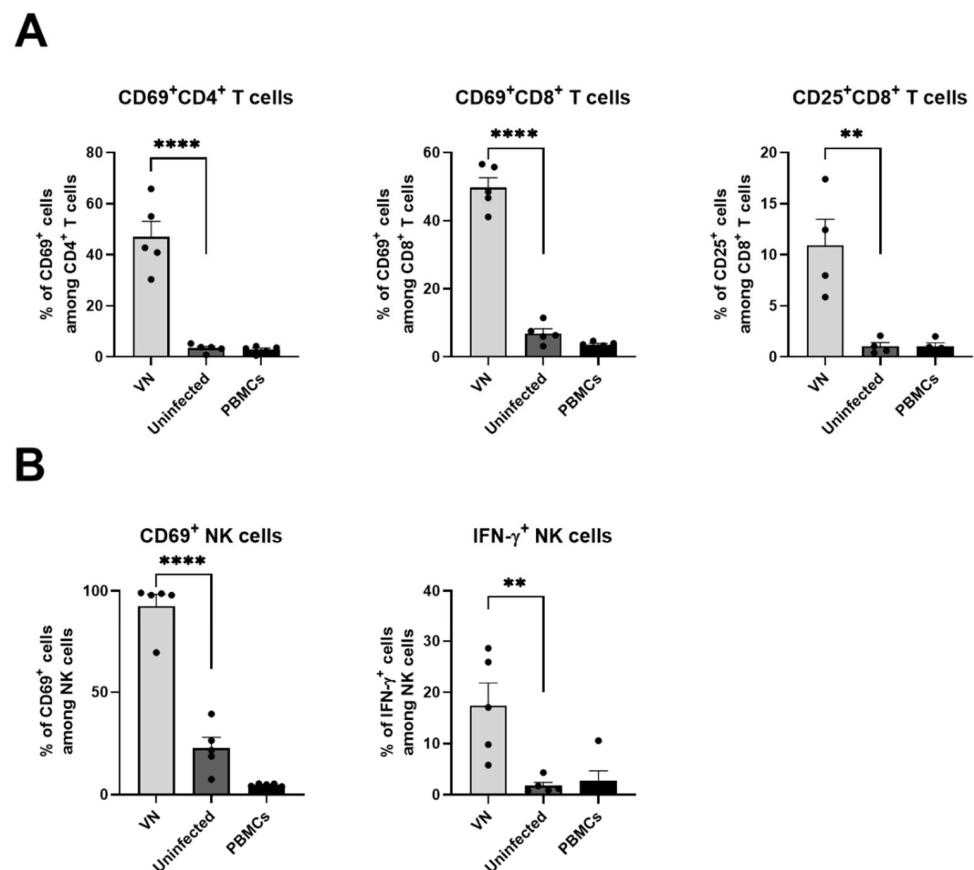 A
CD69⁺CD4⁺ T cells
% of CD69⁺ cells
among CD4⁺ T cells
80
60
40
20
0
****
VN
Uninfected
PBMCs
CD69⁺CD8⁺ T cells
% of CD69⁺ cells
among CD8⁺ T cells
60
40
20
0
****
VN
Uninfected
PBMCs
CD25⁺CD8⁺ T cells
% of CD25⁺ cells
among CD8⁺ T cells
20
15
10
5
0
**
VN
Uninfected
PBMCs
B
CD69⁺ NK cells
% of CD69⁺ cells
among NK cells
100
50
0
****
VN
Uninfected
PBMCs
IFN-γ⁺ NK cells
% of IFN-γ⁺ cells
among NK cells
40
30
20
10
0
**
VN
Uninfected
PBMCs